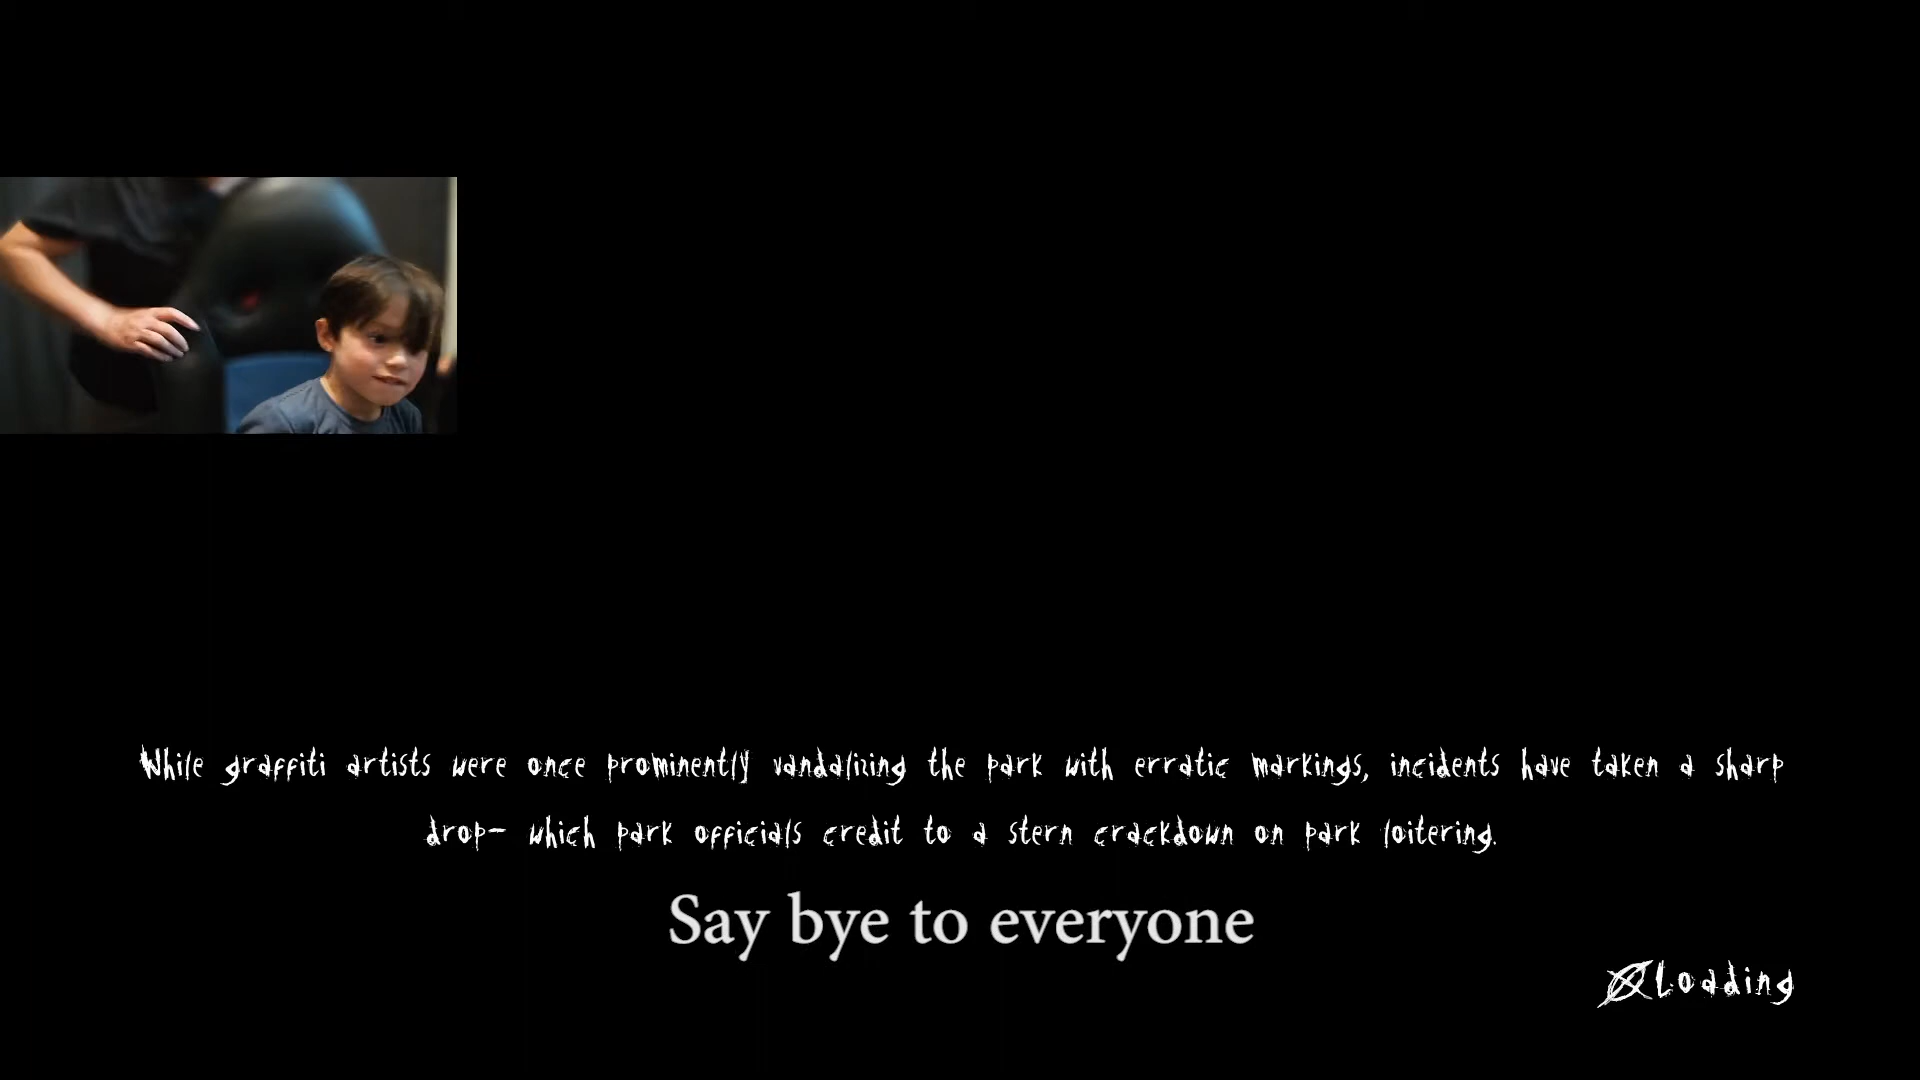 While graffiti artists were once prominently vandalizing the park with erratic markings, incidents have taken a sharp
drop- which park officials credit to a stern crackdown on park loitering.
Say bye to everyone
Loading